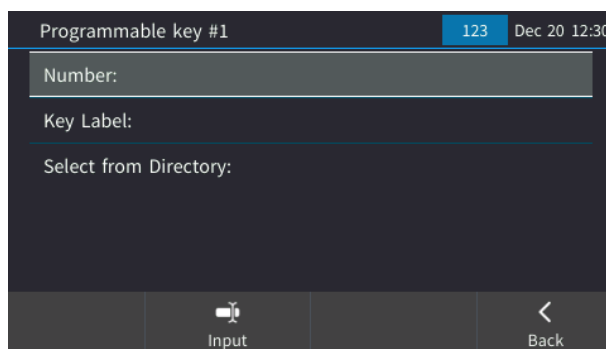 Programmable key #1 123 Dec 20 12:30
Number:
Key Label:
Select from Directory:
Input Back